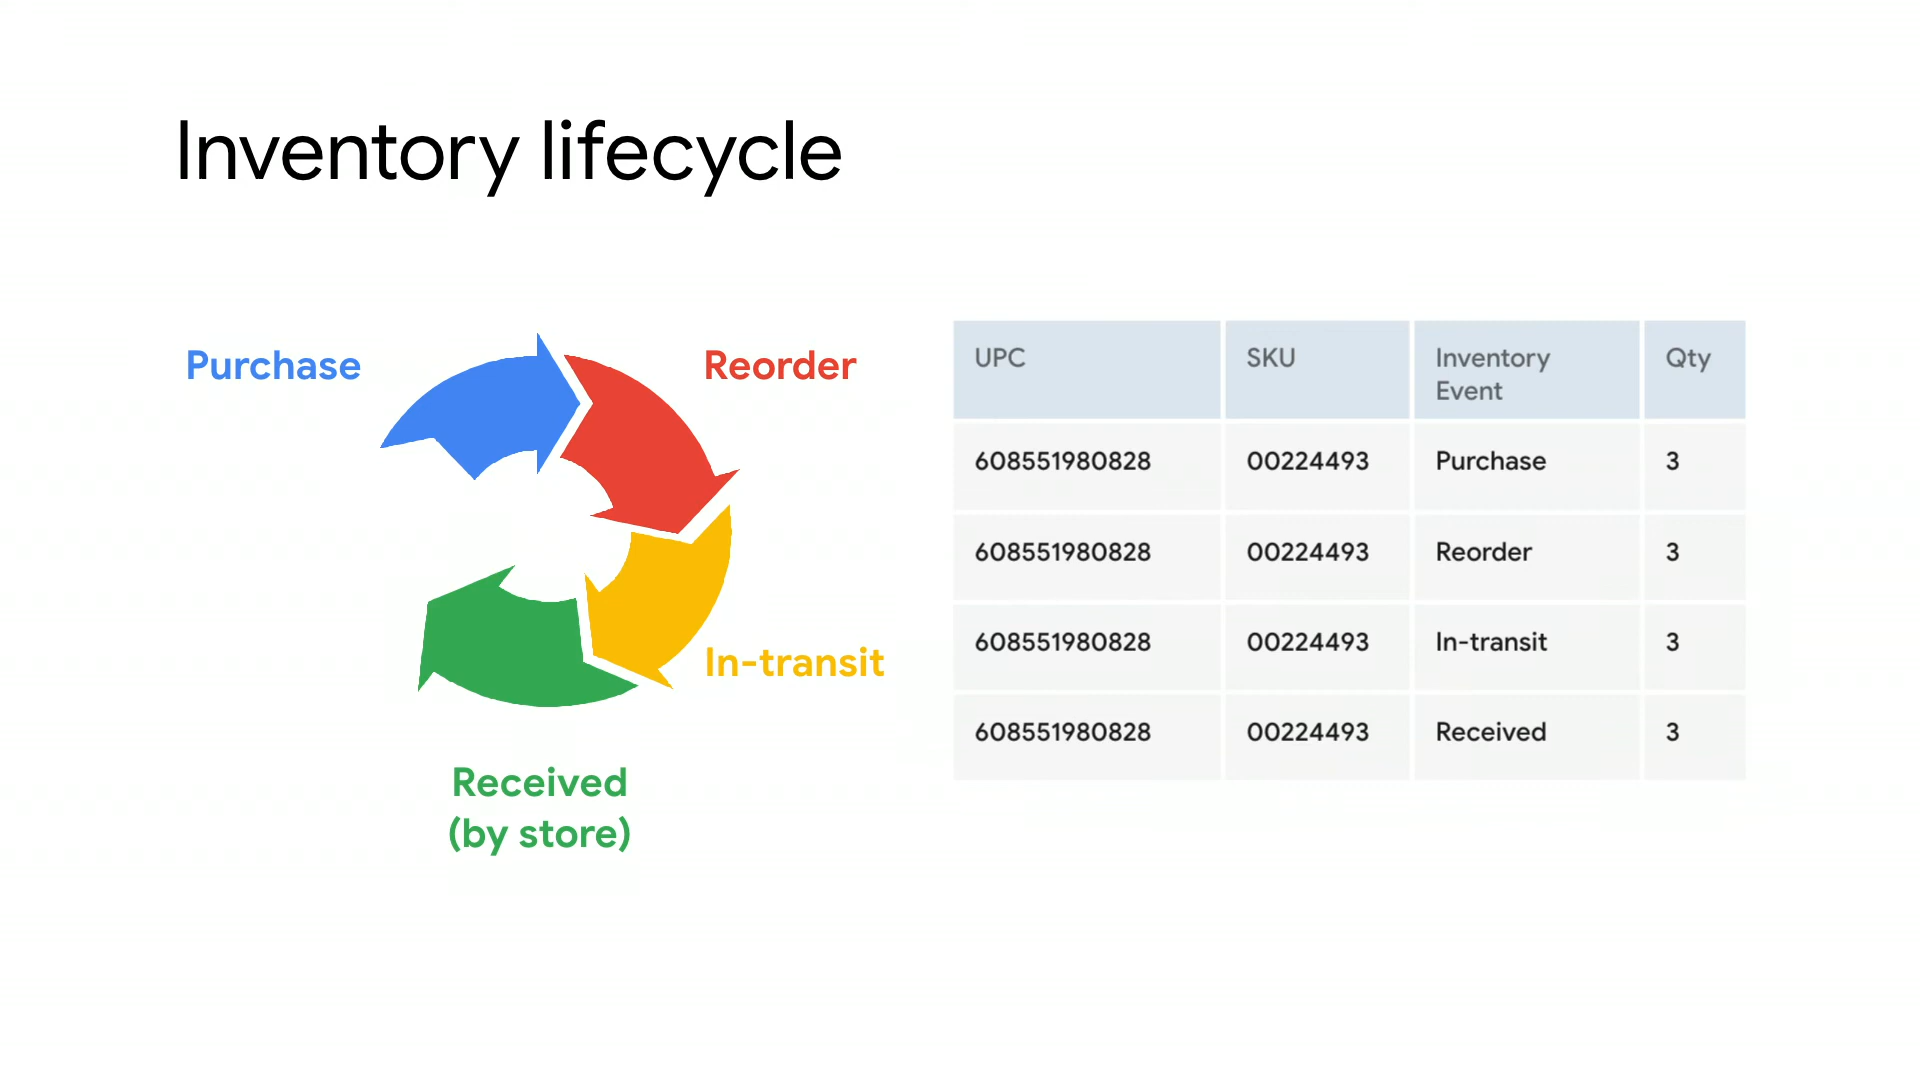 Inventory lifecycle
Purchase
Reorder
In-transit
Received
(by store)
UPC SKU Inventory Event Qty
608551980828 00224493 Purchase 3
608551980828 00224493 Reorder 3
608551980828 00224493 In-transit 3
608551980828 00224493 Received 3